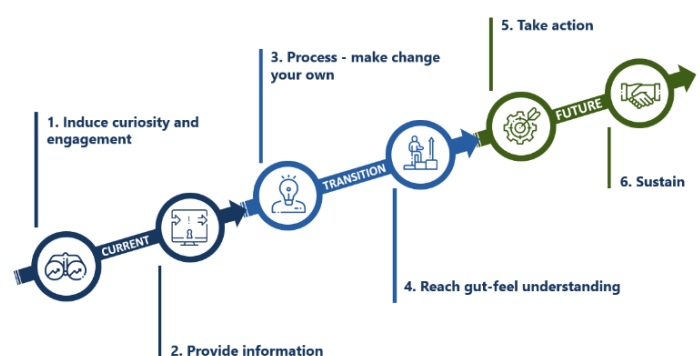 5. Take action
3. Process - make change
your own
1. Induce curiosity and
engagement
FUTURE
TRANSITION
CURRENT
6. Sustain
4. Reach gut-feel understanding
2. Provide information